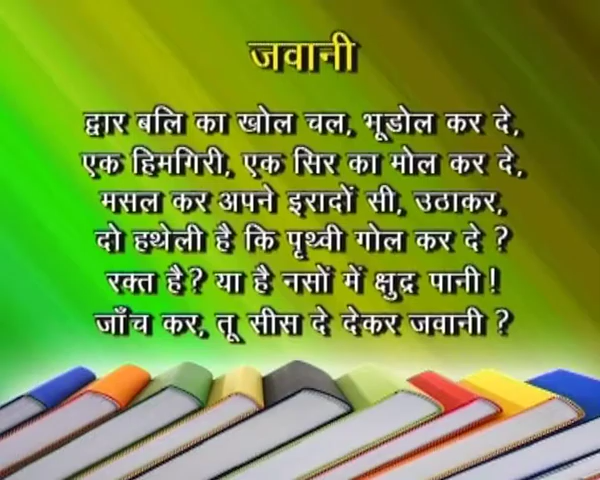 जवानी
द्वार बलि का खोल चल, भूडोल कर दे,
एक हिमगिरी, एक सिर का मोल कर दे,
मसल कर अपने इरादों सी, उठाकर,
दो हथेली है कि पृथ्वी गोल कर दे ?
रक्त है? या है नसों में क्षुद्र पानी!
जाँच कर, तू सीस दे देकर जवानी ?